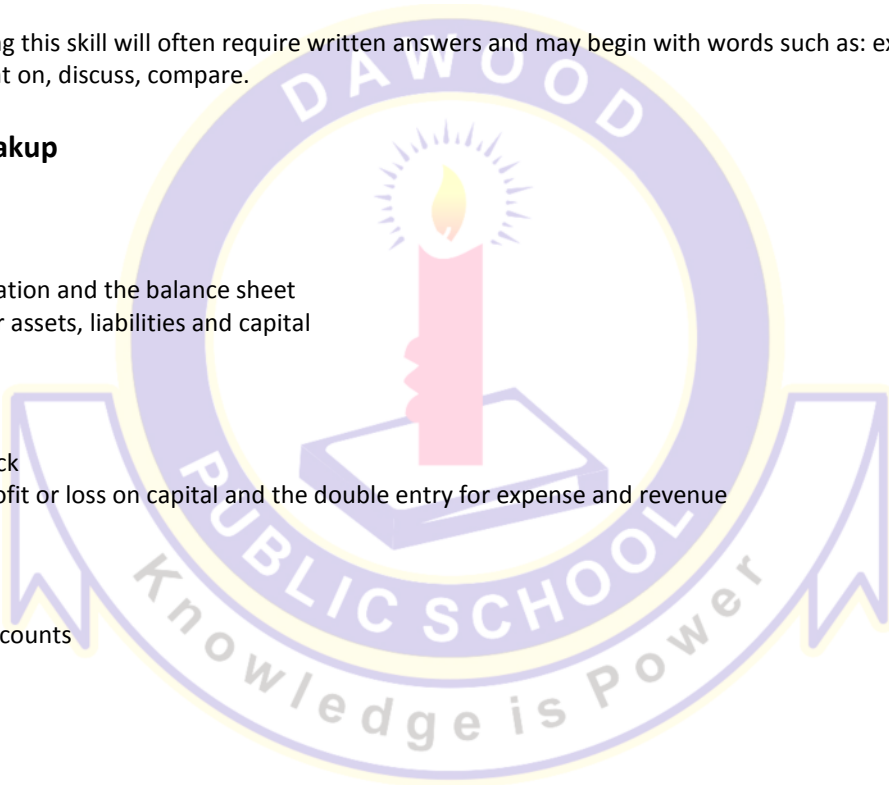 g this skill will often require written answers and may begin with words such as: ex
t on, discuss, compare.
akup
ation and the balance sheet
r assets, liabilities and capital
ck
ofit or loss on capital and the double entry for expense and revenue
counts
DAWOOD
PUBLIC SCHOOL
Knowledge is Power